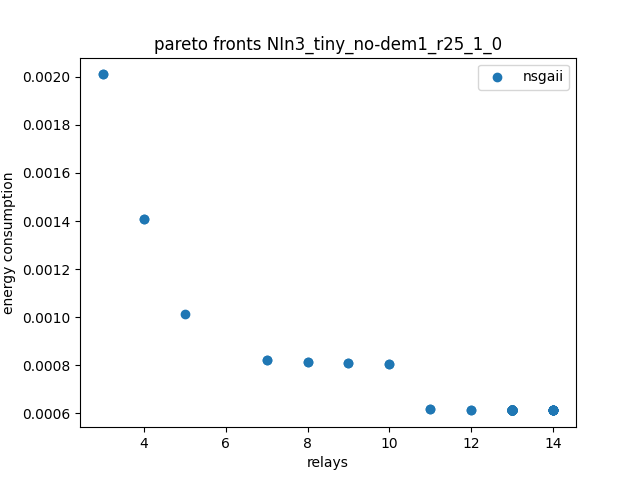 pareto fronts NIn3_tiny_no-dem1_r25_1_0
nsgaii
0.0020
0.0018
0.0016
0.0014
0.0012
0.0010
0.0008
0.0006
energy consumption
4 6 8 10 12 14
relays